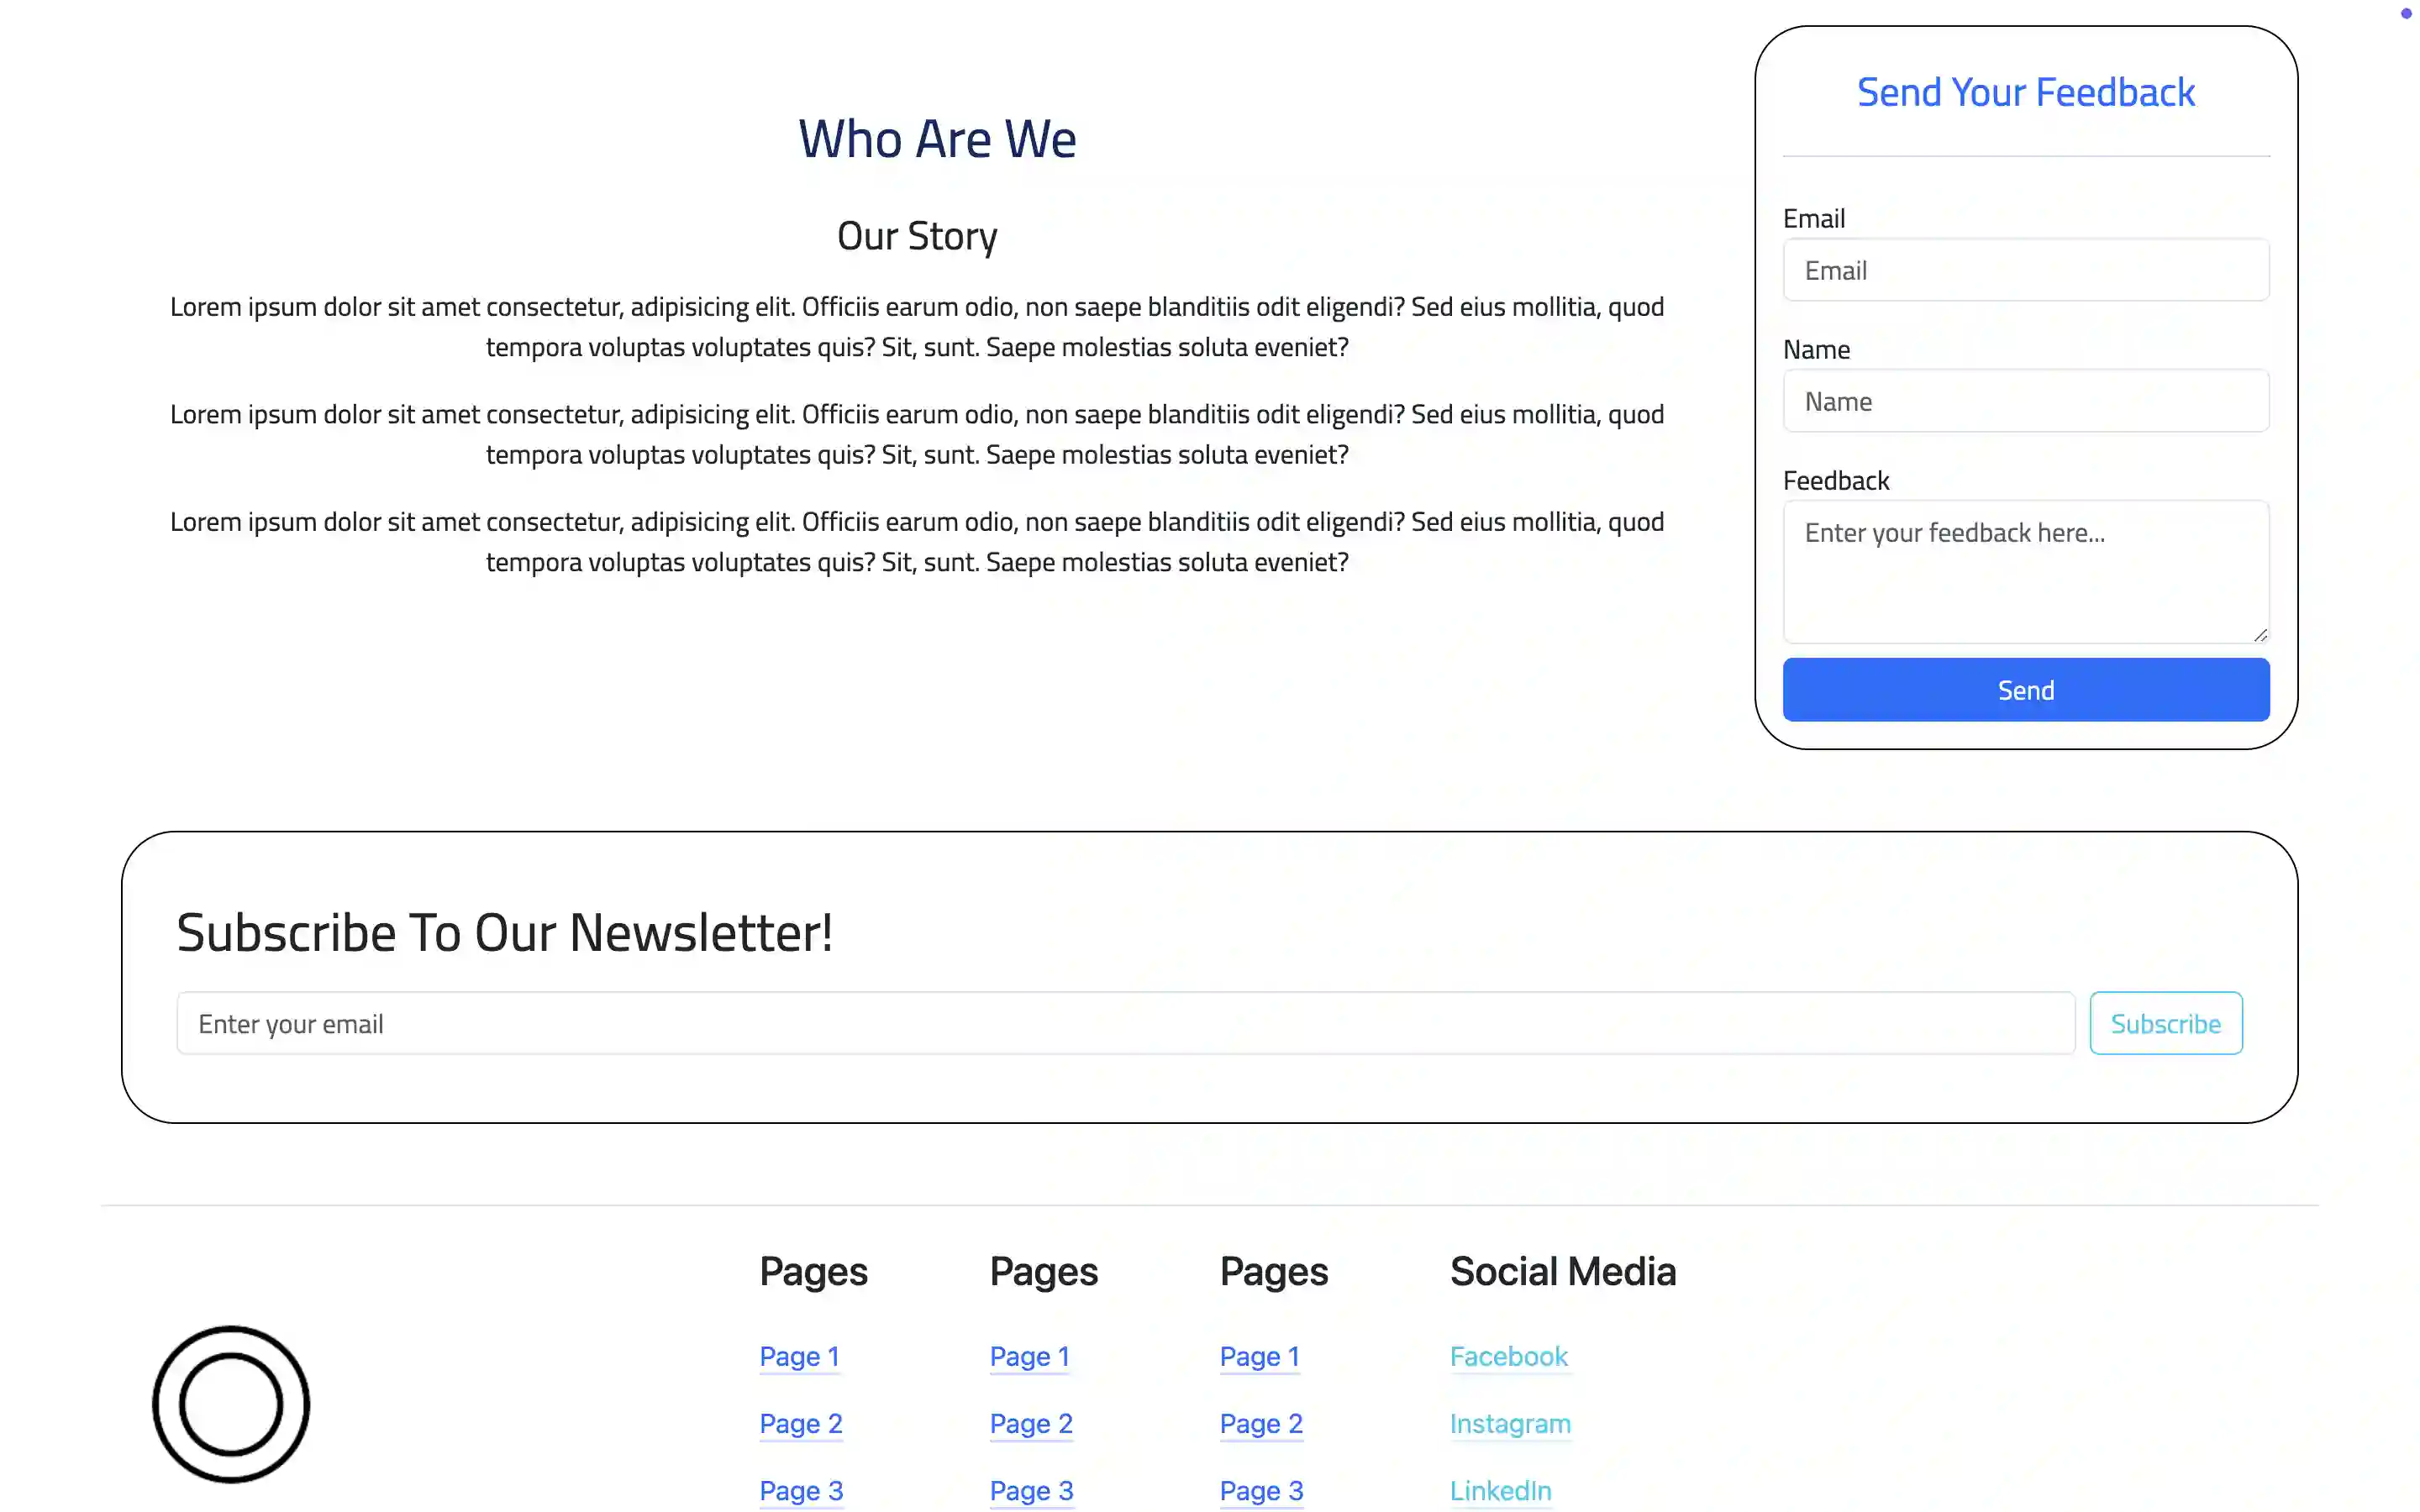 Who Are We
Our Story
Lorem ipsum dolor sit amet consectetur, adipisicing elit. Officiis earum odio, non saepe blanditiis odit eligendi? Sed eius mollitia, quod
tempora voluptas voluptates quis? Sit, sunt. Saepe molestias soluta eveniet?
Lorem ipsum dolor sit amet consectetur, adipisicing elit. Officiis earum odio, non saepe blanditiis odit eligendi? Sed eius mollitia, quod
tempora voluptas voluptates quis? Sit, sunt. Saepe molestias soluta eveniet?
Lorem ipsum dolor sit amet consectetur, adipisicing elit. Officiis earum odio, non saepe blanditiis odit eligendi? Sed eius mollitia, quod
tempora voluptas voluptates quis? Sit, sunt. Saepe molestias soluta eveniet?
Send Your Feedback
Email
Email
Name
Name
Feedback
Enter your feedback here...
Send
Subscribe To Our Newsletter!
Enter your email
Subscribe
Pages
Page 1
Page 2
Page 3
Pages
Page 1
Page 2
Page 3
Pages
Page 1
Page 2
Page 3
Social Media
Facebook
Instagram
LinkedIn